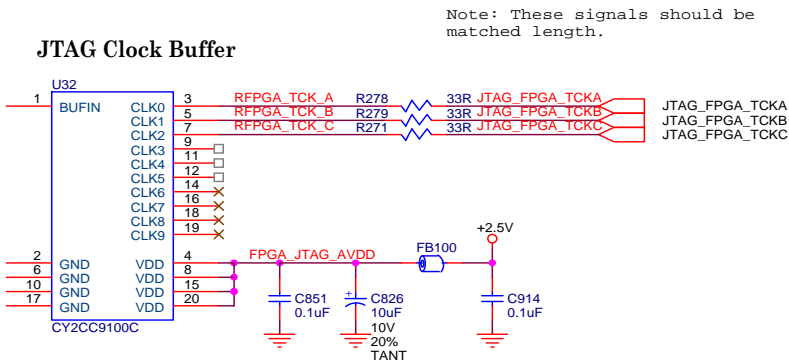 Note: These signals should be
matched length.
JTAG Clock Buffer
U32
1 BUFIN CLK0 3 RFPGA_TCK_A R278 33R JTAG_FPGA_TCKA JTAG_FPGA_TCKA
CLK1 5 RFPGA_TCK_B R279 33R JTAG_FPGA_TCKB JTAG_FPGA_TCKB
CLK2 7 RFPGA_TCK_C R271 33R JTAG_FPGA_TCKC JTAG_FPGA_TCKC
CLK3 9
CLK4 11
CLK5 12
CLK6 14
CLK7 16
CLK8 18
CLK9 19
+2.5V
2 GND VDD 4 FPGA_JTAG_AVDD FB100
6 GND VDD 8
10 GND VDD 15
17 GND VDD 20
C851 C826 C914
0.1uF 10uF 0.1uF
10V
20%
TANT
CY2CC9100C